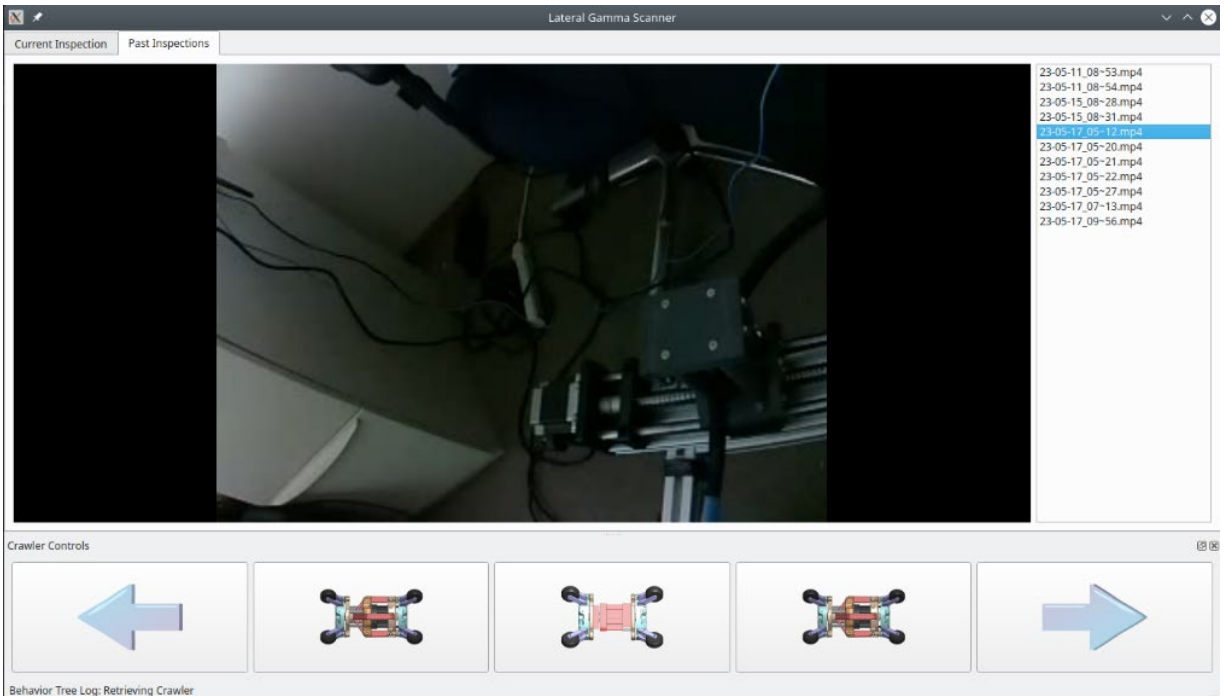 Lateral Gamma Scanner
Current Inspection
Past Inspections
23-05-11_08~53.mp4
23-05-11_08~54.mp4
23-05-15_08~28.mp4
23-05-15_08~31.mp4
23-05-17_05~12.mp4
23-05-17_05~20.mp4
23-05-17_05~21.mp4
23-05-17_05~22.mp4
23-05-17_05~27.mp4
23-05-17_07~13.mp4
23-05-17_09~56.mp4
Crawler Controls
Behavior Tree Log: Retrieving Crawler